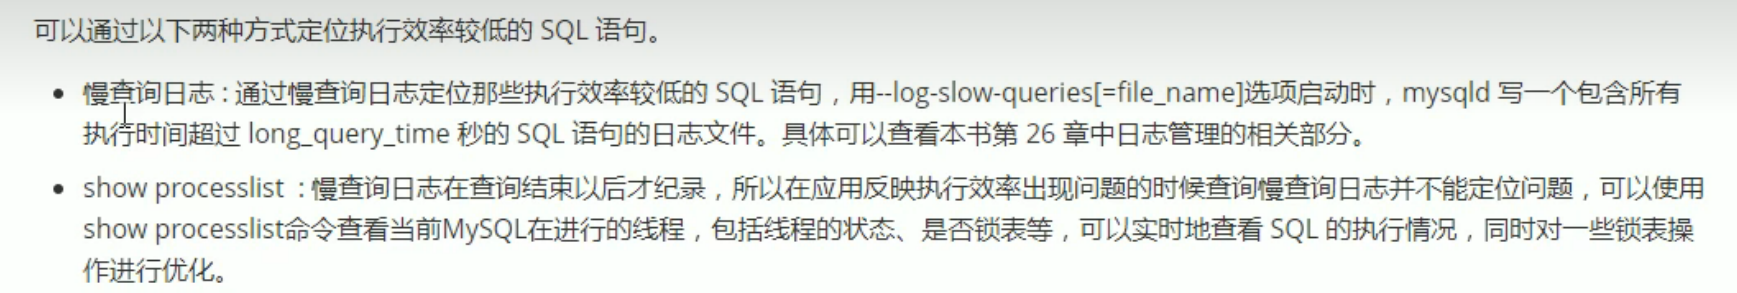 可以通过以下两种方式定位执行效率较低的 SQL 语句。
慢查询日志 : 通过慢查询日志定位那些执行效率较低的 SQL 语句，用--log-slow-queries[=file_name]选项启动时，mysqld 写一个包含所有
执行时间超过 long_query_time 秒的 SQL 语句的日志文件。具体可以查看本书第 26 章中日志管理的相关部分。
show processlist : 慢查询日志在查询结束以后才纪录，所以在应用反映执行效率出现问题的时候查询慢查询日志并不能定位问题，可以使用
show processlist命令查看当前MySQL在进行的线程，包括线程的状态、是否锁表等，可以实时地查看 SQL 的执行情况，同时对一些锁表操
作进行优化。